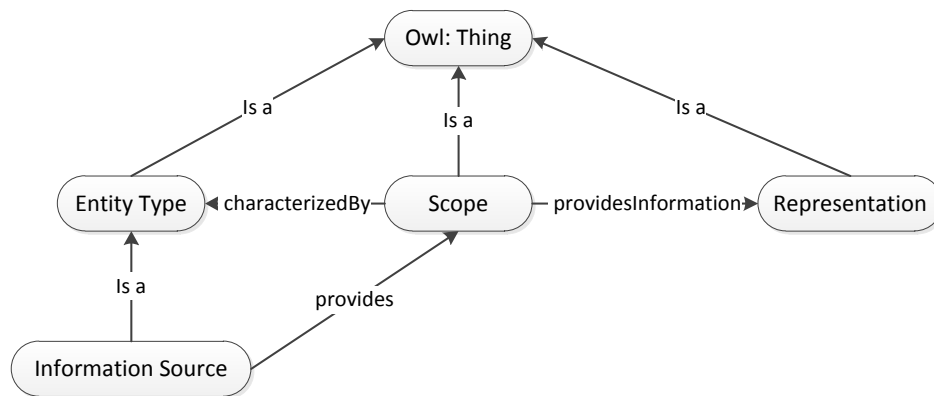 Owl: Thing
Is a
Is a
Is a
Entity Type
characterizedBy
Scope
providesInformation
Representation
Is a
provides
Information Source